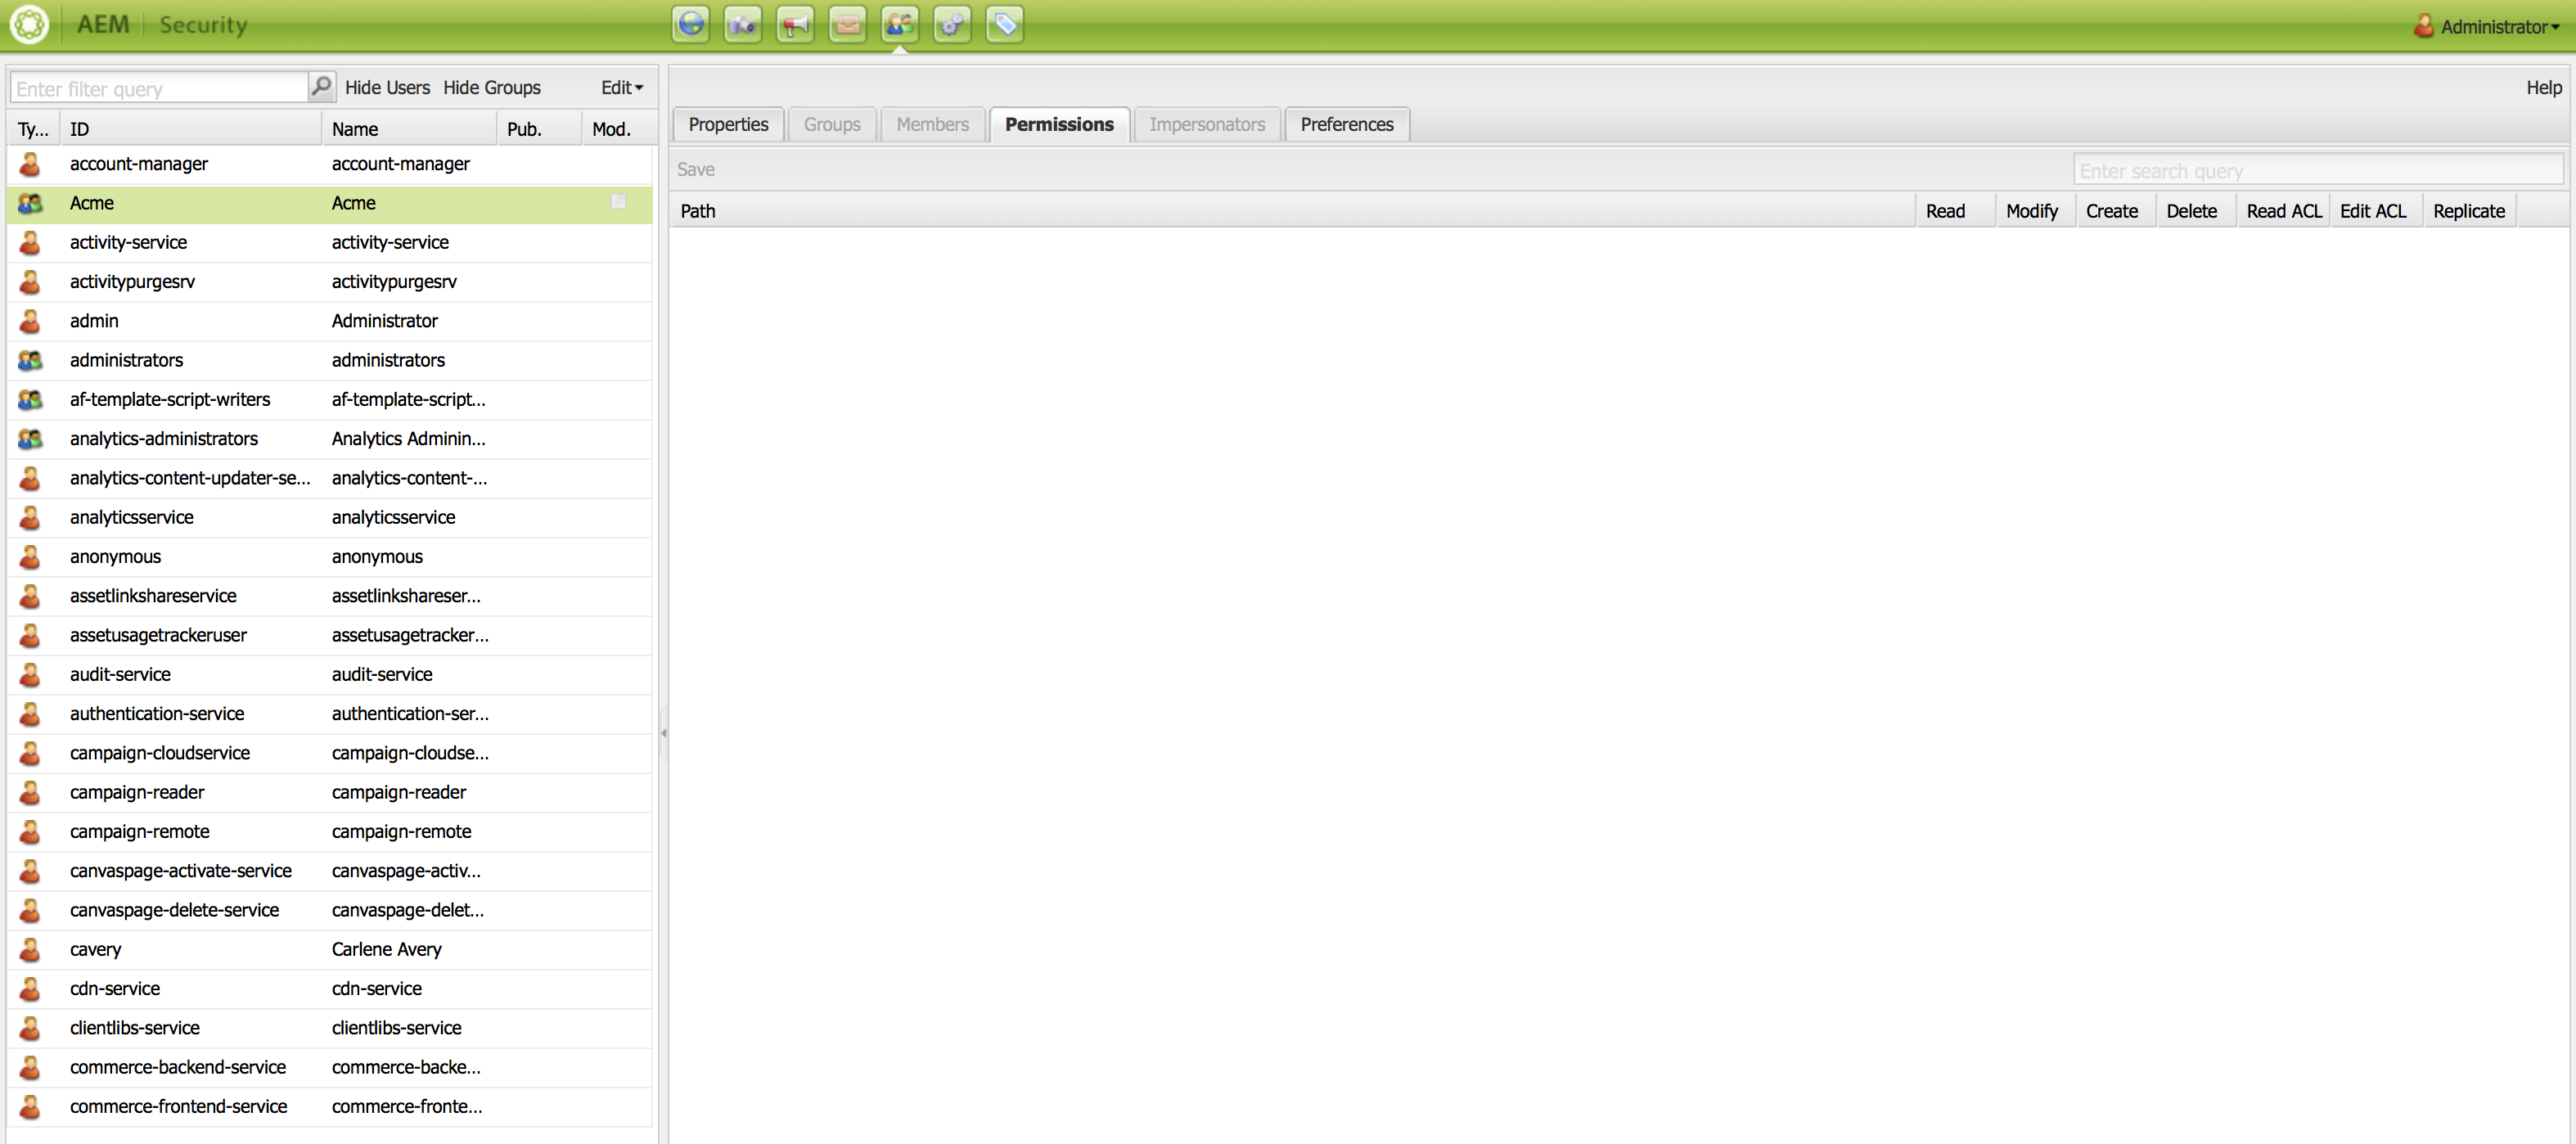 AEM Security Administrator
Enter filter query Hide Users Hide Groups Edit Help
Properties Groups Members Permissions Impersonators Preferences
Save Enter search query
Ty... ID Name Pub. Mod.
Path Read Modify Create Delete Read ACL Edit ACL Replicate
account-manager account-manager
Acme Acme
activity-service activity-service
activitypurgesrv activitypurgesrv
admin Administrator
administrators administrators
af-template-script-writers af-template-script...
analytics-administrators Analytics Adminin...
analytics-content-updater-se... analytics-content-...
analyticsservice analyticsservice
anonymous anonymous
assetlinkshareservice assetlinkshareser...
assetusagetrackeruser assetusagetracker...
audit-service audit-service
authentication-service authentication-ser...
campaign-cloudservice campaign-cloudse...
campaign-reader campaign-reader
campaign-remote campaign-remote
canvaspage-activate-service canvaspage-activ...
canvaspage-delete-service canvaspage-delet...
cavery Carlene Avery
cdn-service cdn-service
clientlibs-service clientlibs-service
commerce-backend-service commerce-backe...
commerce-frontend-service commerce-fronte...